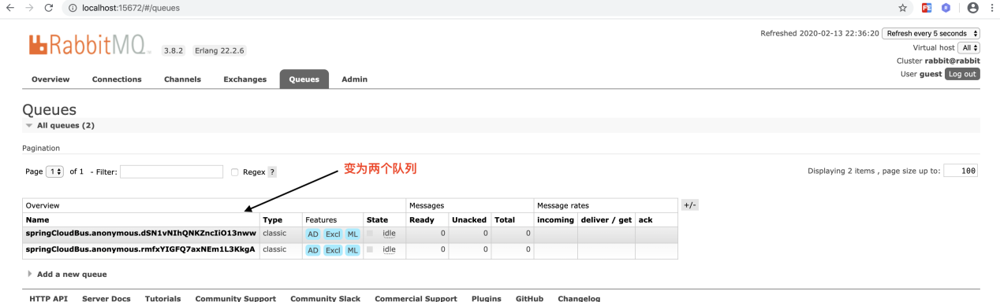 localhost:15672/#/queues
RabbitMQ 3.8.2 Erlang 22.2.6
Refreshed 2020-02-13 22:36:20 Refresh every 5 seconds
Virtual host All
Cluster rabbit@rabbit
User guest Log out
Overview Connections Channels Exchanges Queues Admin
Queues
All queues (2)
Pagination
Page 1 of 1 - Filter: Regex ?
变为两个队列
Displaying 2 items , page size up to: 100
Overview Messages Message rates +/-
Name Type Features State Ready Unacked Total incoming deliver / get ack
springCloudBus.anonymous.dSN1vNIhQNKZncIiO13nww classic AD Excl ML idle 0 0 0
springCloudBus.anonymous.rmfxYIGFQ7axNEm1L3KkgA classic AD Excl ML idle 0 0 0
Add a new queue
HTTP API Server Docs Tutorials Community Support Community Slack Commercial Support Plugins GitHub Changelog